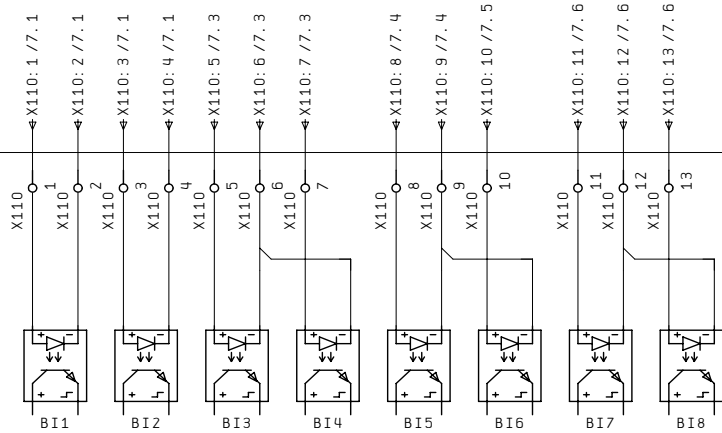 X110:1/7.1
X110:2/7.1
X110:3/7.1
X110:4/7.1
X110:5/7.3
X110:6/7.3
X110:7/7.3
X110:8/7.4
X110:9/7.4
X110:10/7.5
X110:11/7.6
X110:12/7.6
X110:13/7.6
X110 1
X110 2
X110 3
X110 4
X110 5
X110 6
X110 7
X110 8
X110 9
X110 10
X110 11
X110 12
X110 13
BI1
BI2
BI3
BI4
BI5
BI6
BI7
BI8